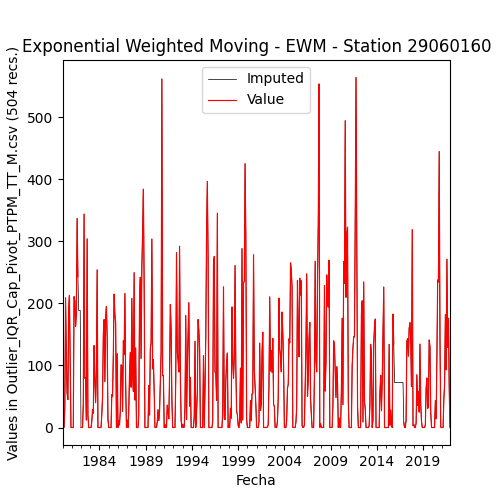 Exponential Weighted Moving - EWM - Station 29060160
Imputed
Value
Values in Outlier_IQR_Cap_Pivot_PTPM_TT_M.csv (504 recs.)
500
400
300
200
100
0
1984 1989 1994 1999 2004 2009 2014 2019
Fecha